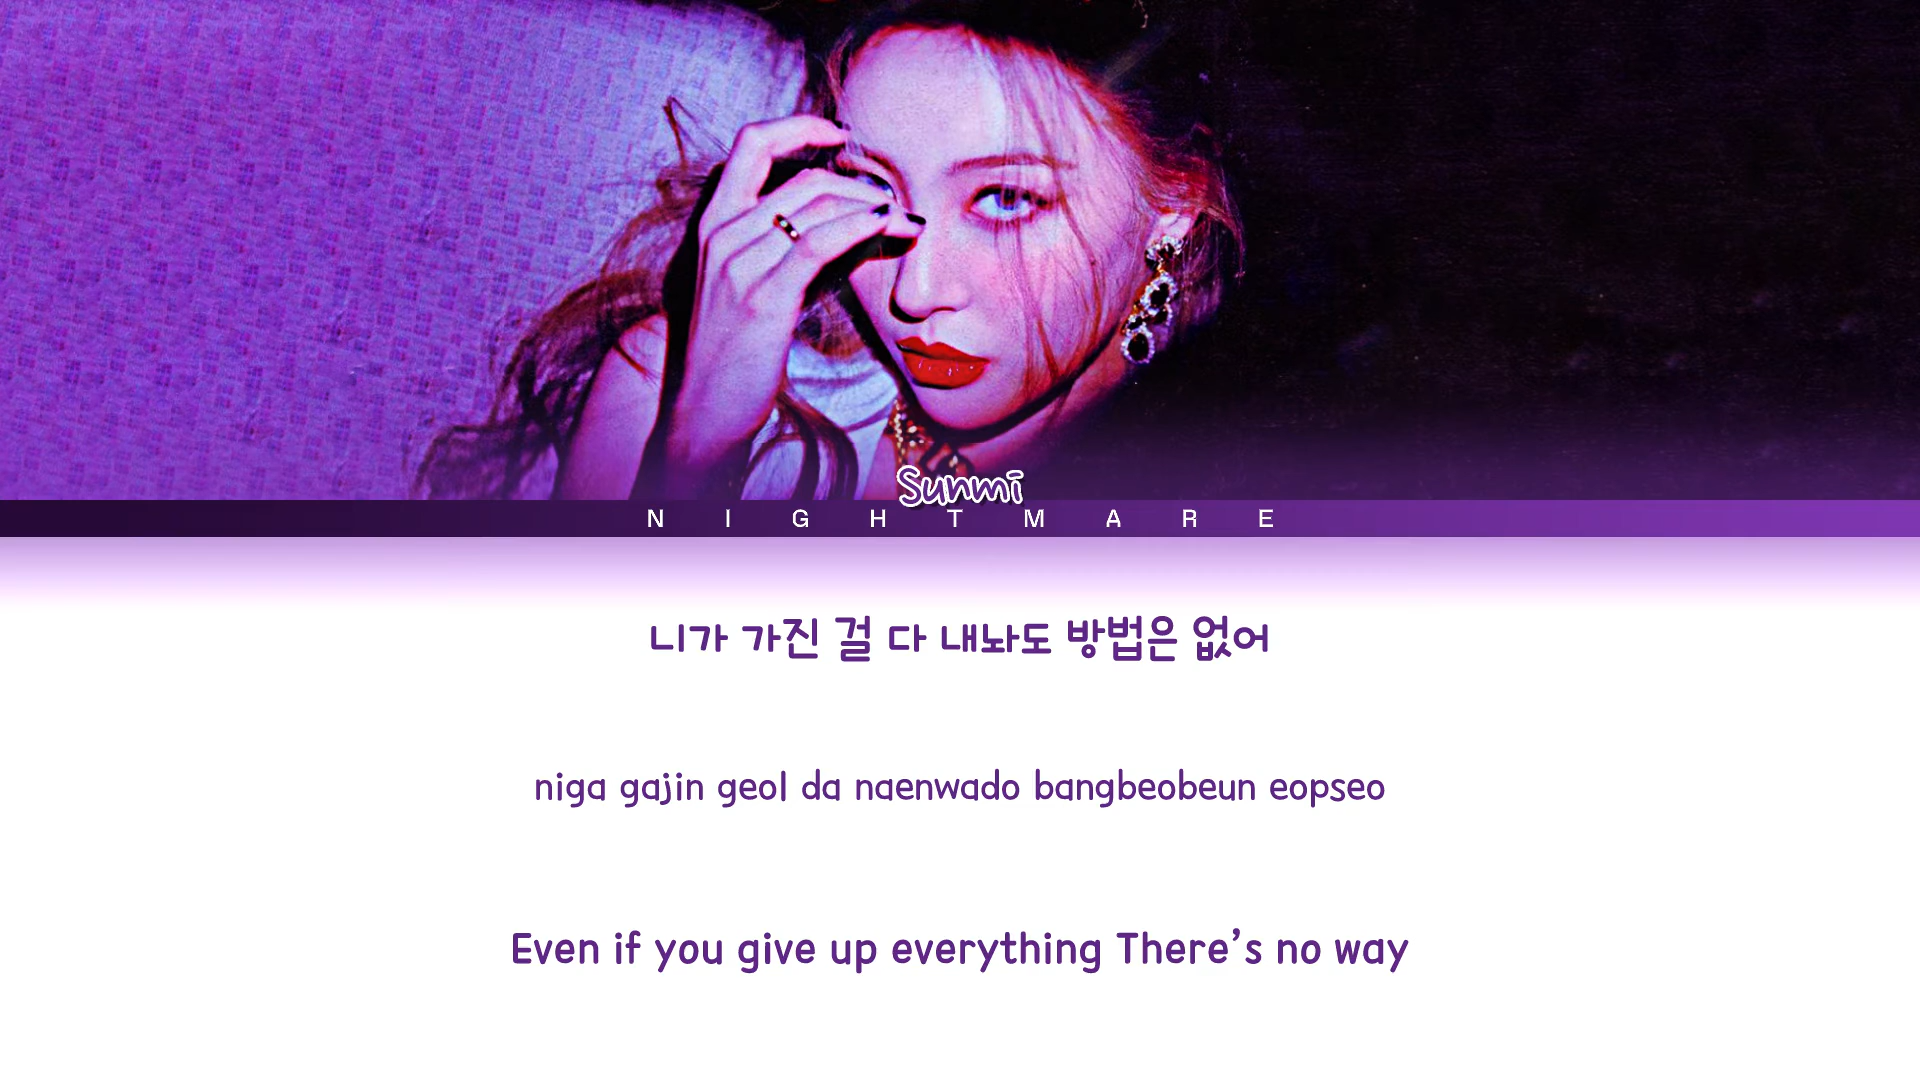 Sunmi
NIGHTMARE
니가 가진 걸 다 내놔도 방법은 없어
niga gajin geol da naenwado bangbeobeun eopseo
Even if you give up everything There's no way